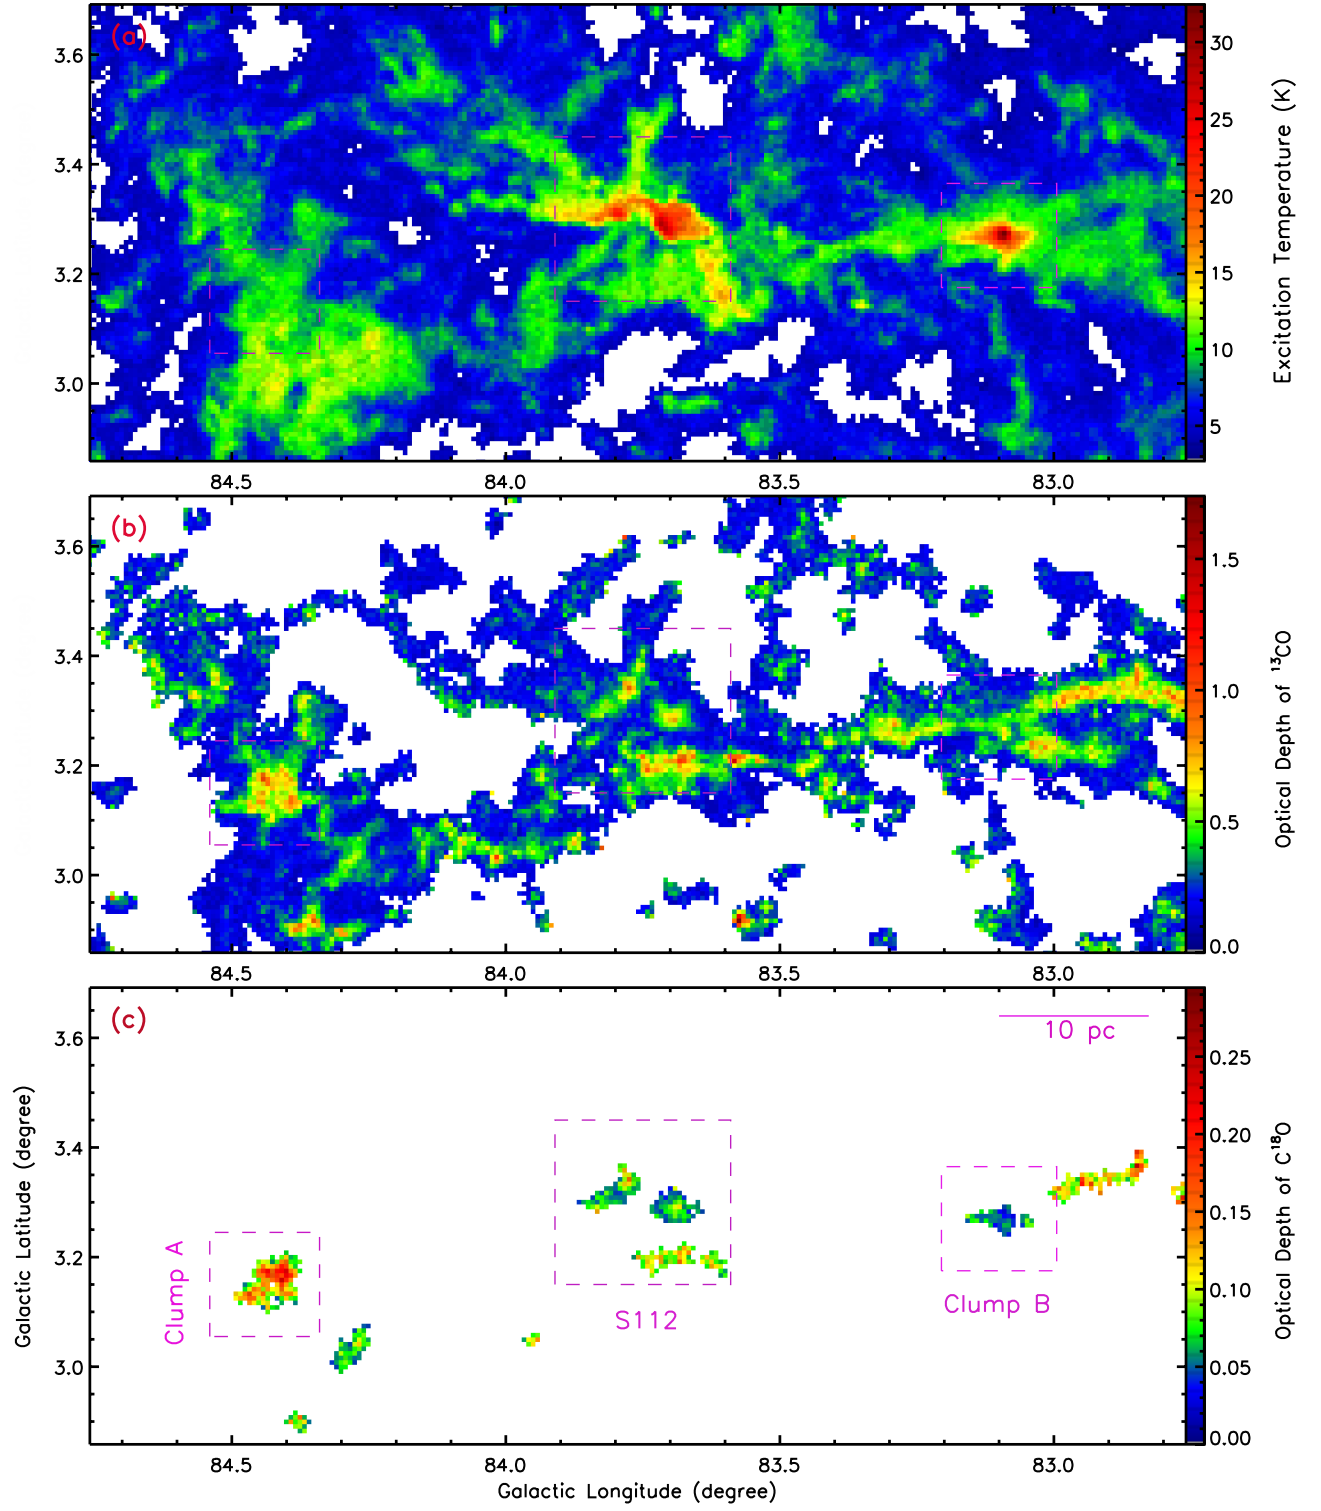 (a)
3.6
3.4
3.2
3.0
84.5 84.0 83.5 83.0
30
25
20
15
10
5
Excitation Temperature (K)
(b)
3.6
3.4
3.2
3.0
84.5 84.0 83.5 83.0
1.5
1.0
0.5
0.0
Optical Depth of ¹³CO
(c)
10 pc
3.6
3.4
3.2
3.0
Clump A
S112
Clump B
84.5 84.0 83.5 83.0
0.25
0.20
0.15
0.10
0.05
0.00
Optical Depth of C¹⁸O
Galactic Latitude (degree)
Galactic Longitude (degree)